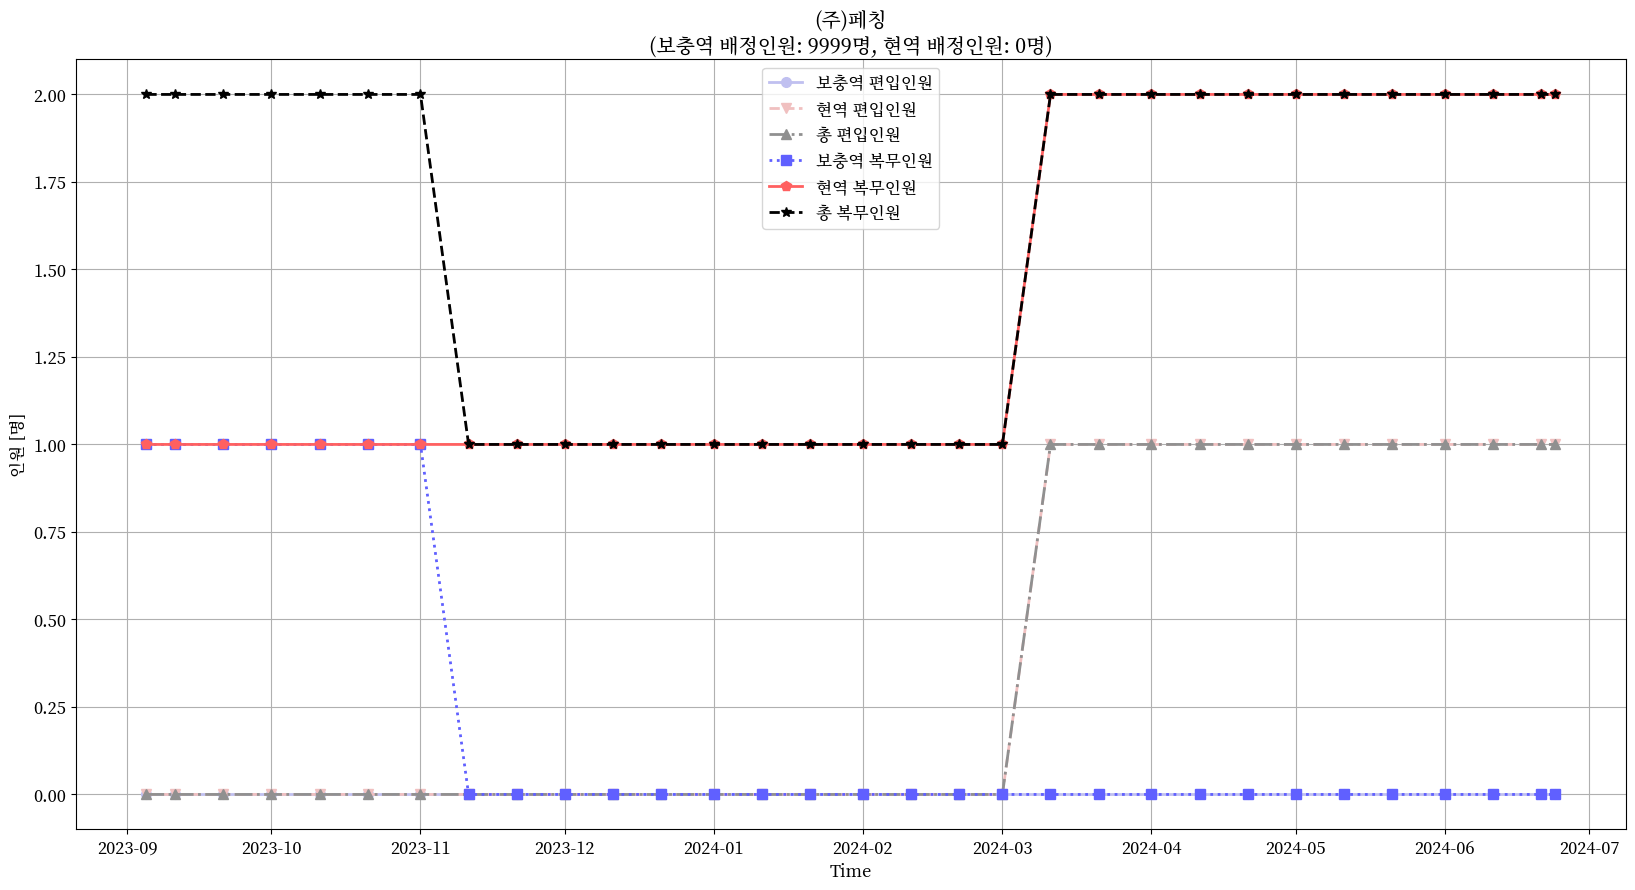 (주)페칭
(보충역 배정인원: 9999명, 현역 배정인원: 0명)
보충역 편입인원
현역 편입인원
총 편입인원
보충역 복무인원
현역 복무인원
총 복무인원
2.00
1.75
1.50
1.25
1.00
0.75
0.50
0.25
0.00
인원 [명]
2023-09 2023-10 2023-11 2023-12 2024-01 2024-02 2024-03 2024-04 2024-05 2024-06 2024-07
Time